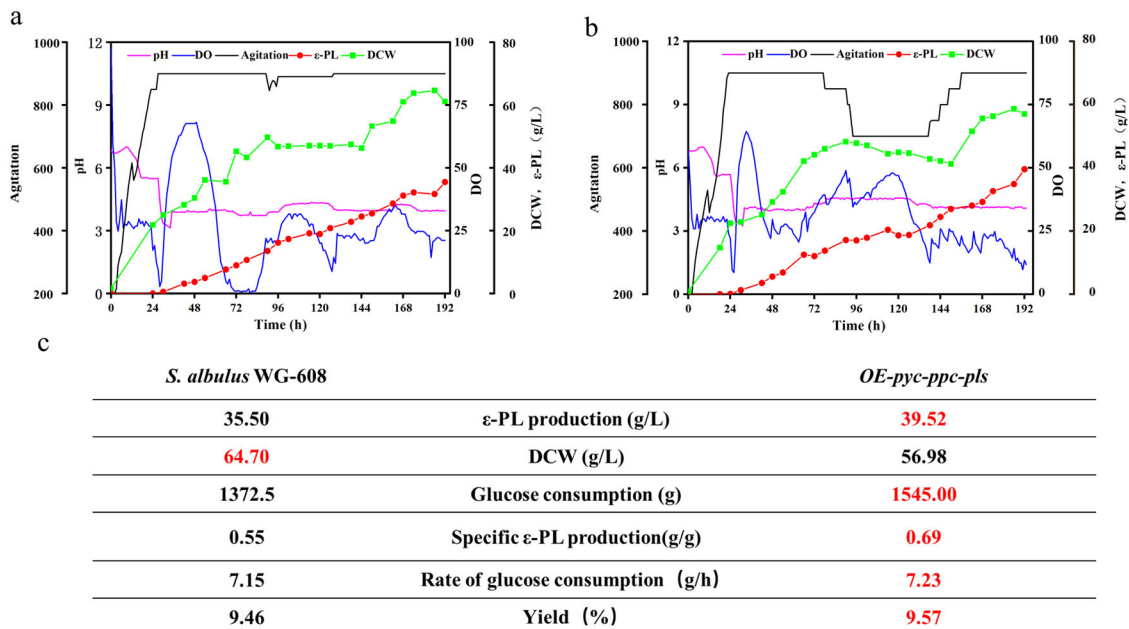 a
b
pH DO Agitation ε-PL DCW
1000
800
600
400
200
Agitation
12
9
6
3
0
pH
100
75
50
25
0
DO
80
60
40
20
0
DCW, ε-PL (g/L)
0 24 48 72 96 120 144 168 192
Time (h)
pH DO Agitation ε-PL DCW
1000
800
600
400
200
Agitation
12
9
6
3
0
pH
100
75
50
25
0
DO
80
60
40
20
0
DCW, ε-PL (g/L)
0 24 48 72 96 120 144 168 192
Time (h)
c
S. albulus WG-608 OE-pyc-ppc-pls
35.50 ε-PL production (g/L) 39.52
64.70 DCW (g/L) 56.98
1372.5 Glucose consumption (g) 1545.00
0.55 Specific ε-PL production(g/g) 0.69
7.15 Rate of glucose consumption (g/h) 7.23
9.46 Yield (%) 9.57